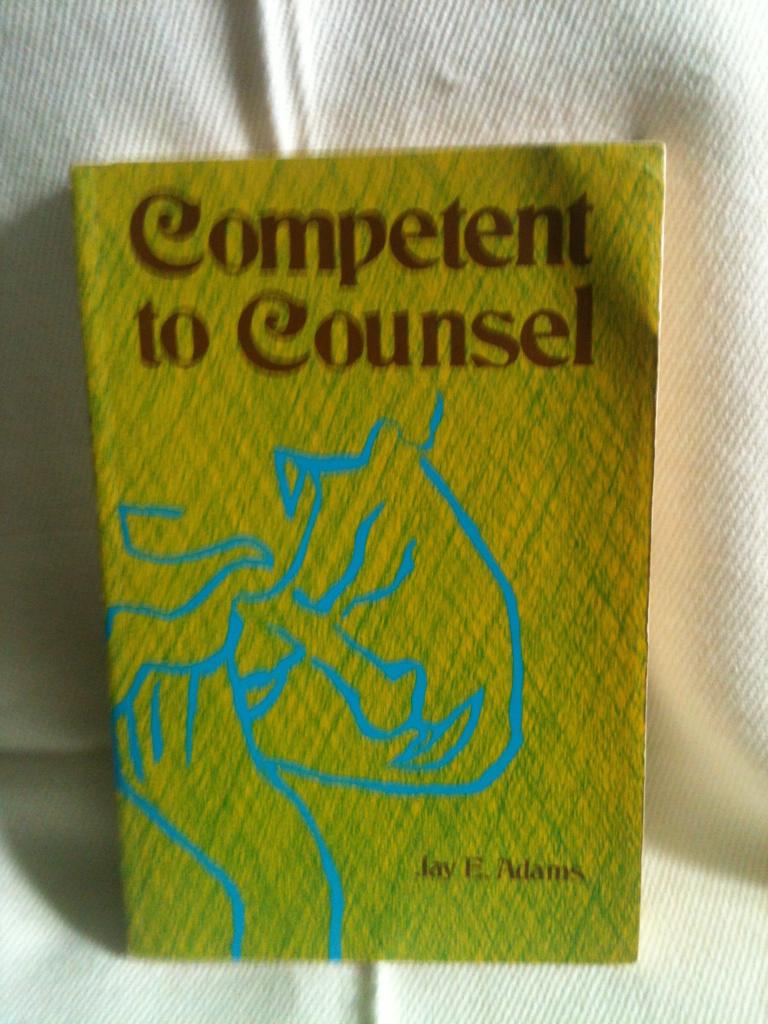 Competent
to Counsel
Jay E. Adams